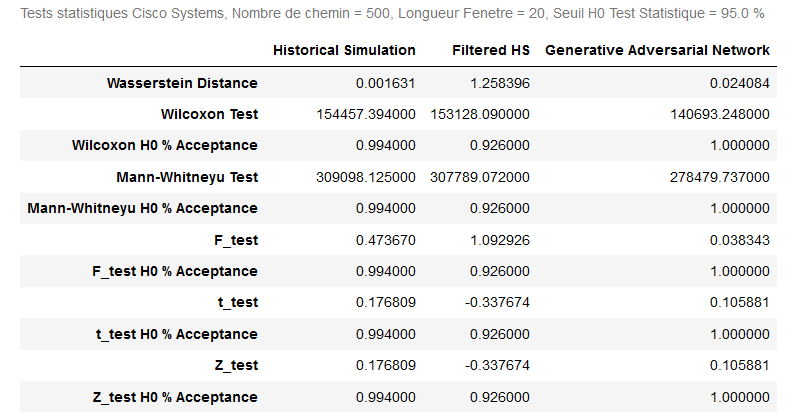 Tests statistiques Cisco Systems, Nombre de chemin = 500, Longueur Fenetre = 20, Seuil H0 Test Statistique = 95.0 %
Historical Simulation Filtered HS Generative Adversarial Network
Wasserstein Distance 0.001631 1.258396 0.024084
Wilcoxon Test 154457.394000 153128.090000 140693.248000
Wilcoxon H0 % Acceptance 0.994000 0.926000 1.000000
Mann-Whitneyu Test 309098.125000 307789.072000 278479.737000
Mann-Whitneyu H0 % Acceptance 0.994000 0.926000 1.000000
F_test 0.473670 1.092926 0.038343
F_test H0 % Acceptance 0.994000 0.926000 1.000000
t_test 0.176809 -0.337674 0.105881
t_test H0 % Acceptance 0.994000 0.926000 1.000000
Z_test 0.176809 -0.337674 0.105881
Z_test H0 % Acceptance 0.994000 0.926000 1.000000